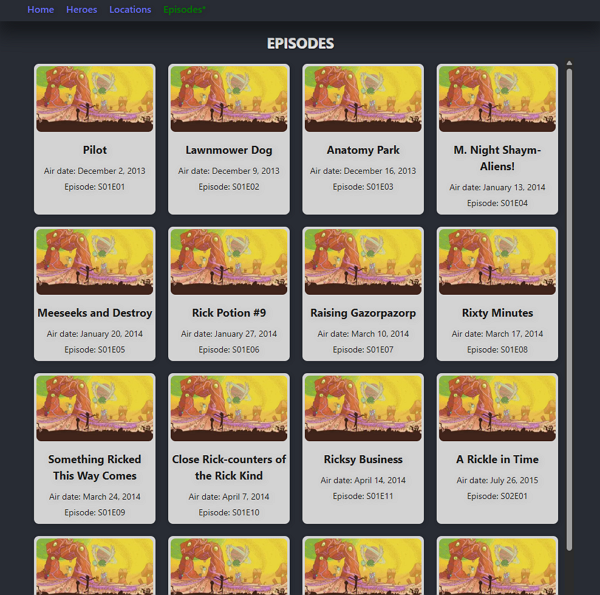 Home Heroes Locations Episodes*
EPISODES
Pilot
Air date: December 2, 2013
Episode: S01E01
Lawnmower Dog
Air date: December 9, 2013
Episode: S01E02
Anatomy Park
Air date: December 16, 2013
Episode: S01E03
M. Night Shaym-
Aliens!
Air date: January 13, 2014
Episode: S01E04
Meeseeks and Destroy
Air date: January 20, 2014
Episode: S01E05
Rick Potion #9
Air date: January 27, 2014
Episode: S01E06
Raising Gazorpazorp
Air date: March 10, 2014
Episode: S01E07
Rixty Minutes
Air date: March 17, 2014
Episode: S01E08
Something Ricked
This Way Comes
Air date: March 24, 2014
Episode: S01E09
Close Rick-counters of
the Rick Kind
Air date: April 7, 2014
Episode: S01E10
Ricksy Business
Air date: April 14, 2014
Episode: S01E11
A Rickle in Time
Air date: July 26, 2015
Episode: S02E01